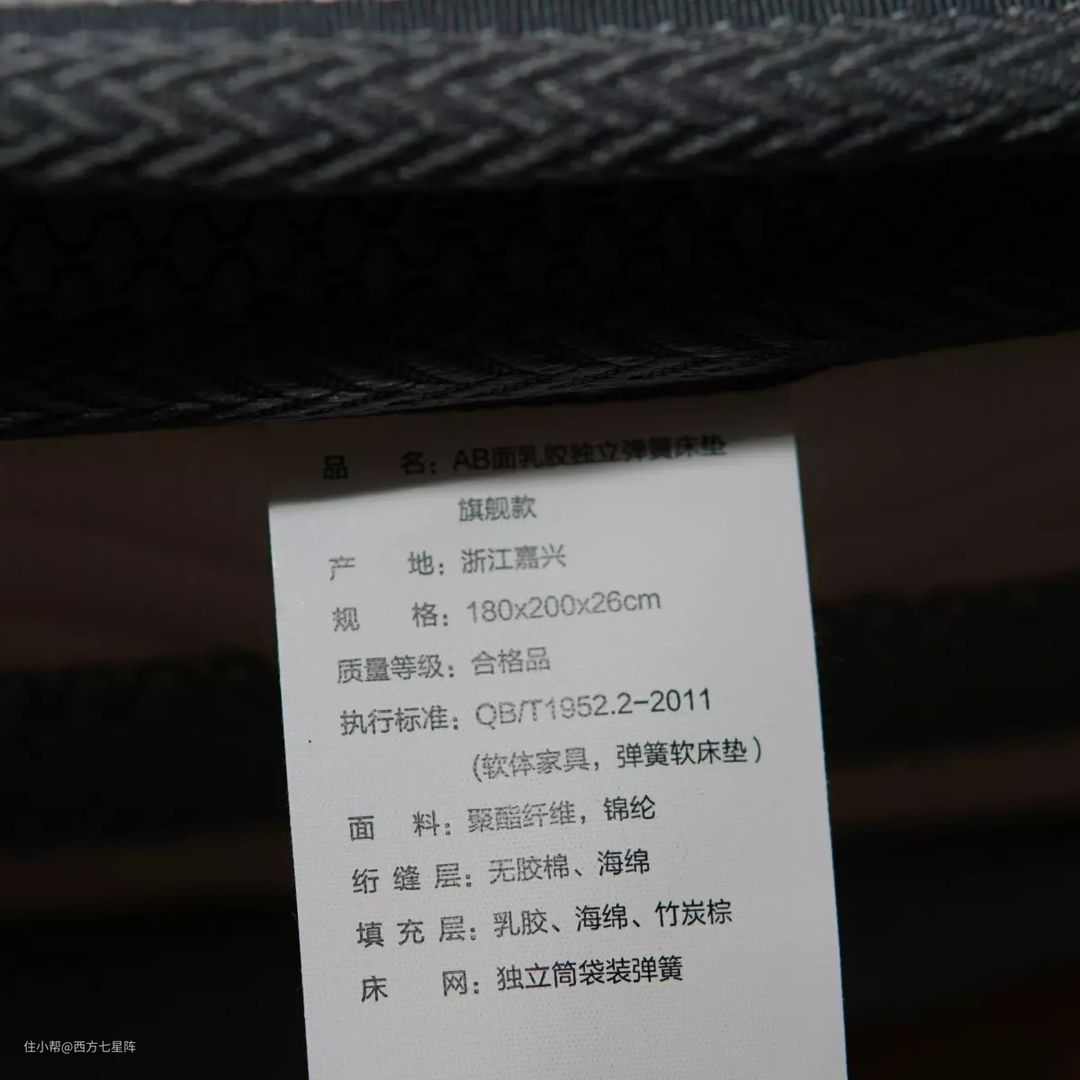 品 名：AB面乳胶独立弹簧床垫
旗舰款
产 地：浙江嘉兴
规 格：180x200x26cm
质量等级：合格品
执行标准：QB/T1952.2-2011
(软体家具，弹簧软床垫)
面 料：聚酯纤维，锦纶
绗 缝 层：无胶棉、海绵
填 充 层：乳胶、海绵、竹炭棕
床 网：独立筒袋装弹簧
住小帮@西方七星阵